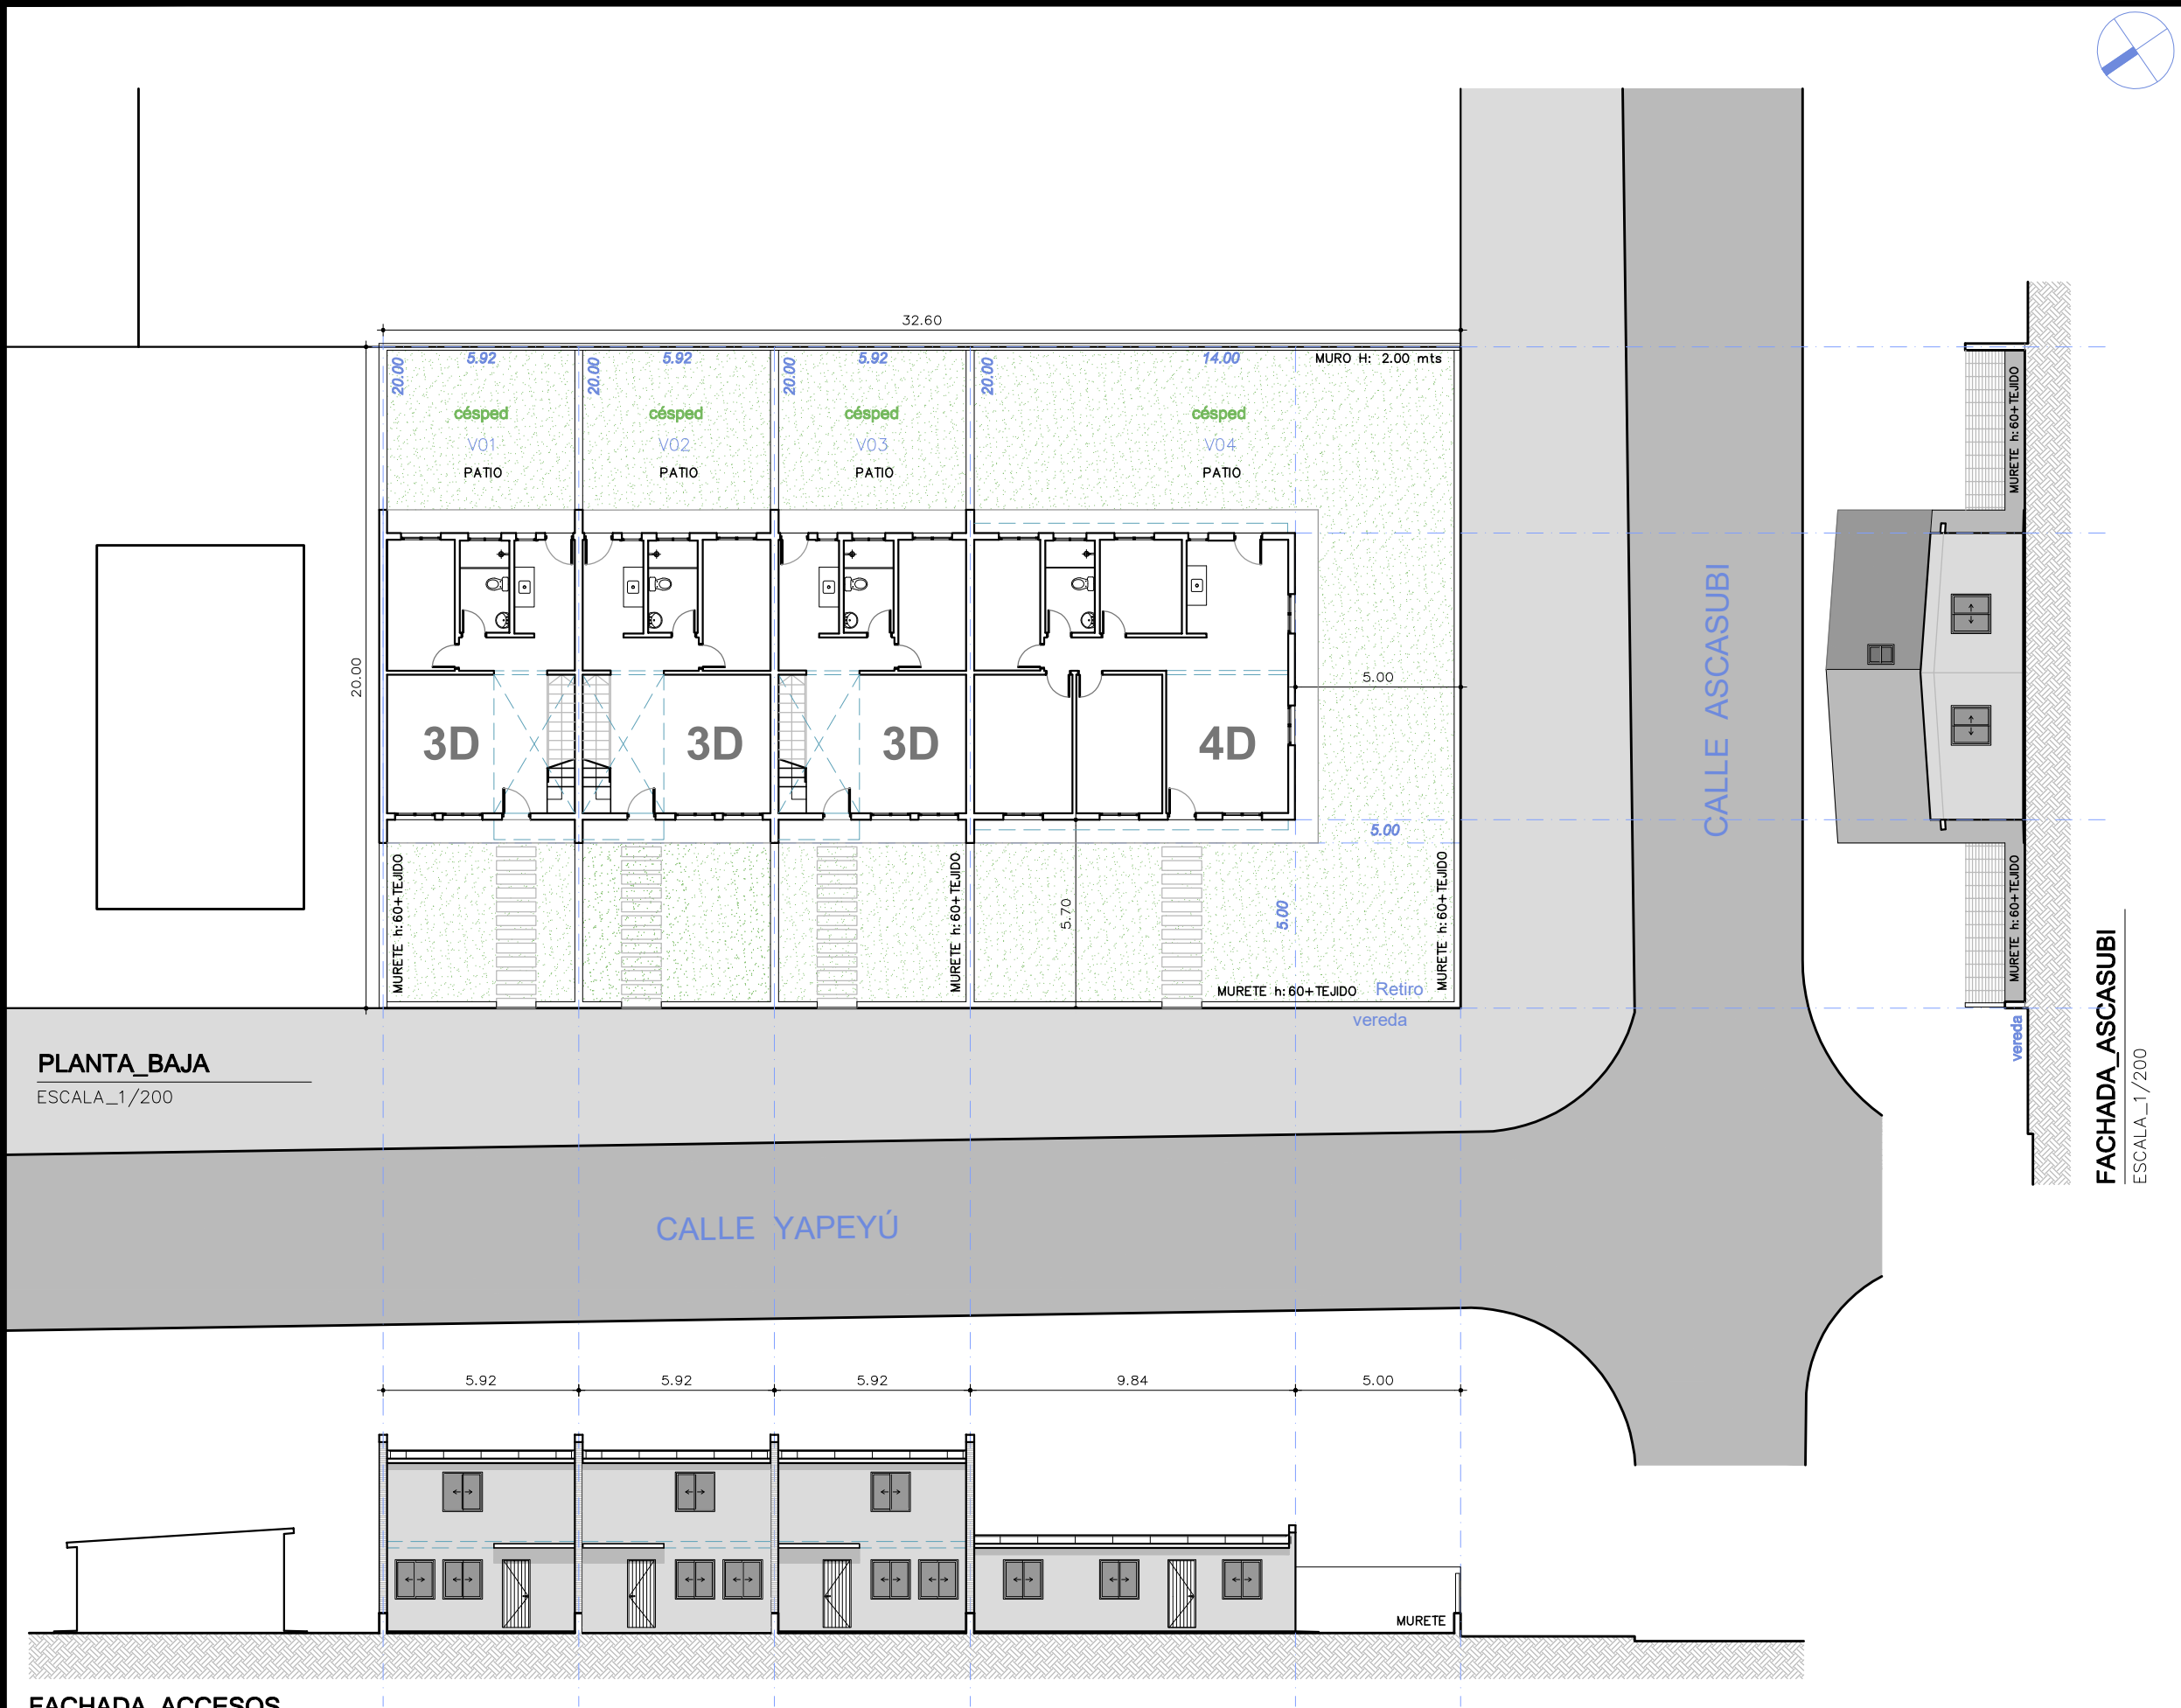 32.60
5.92
5.92
5.92
14.00
MURO H: 2.00 mts
20.00
20.00
20.00
20.00
césped
césped
césped
césped
V01
V02
V03
V04
PATIO
PATIO
PATIO
PATIO
20.00
5.00
3D
3D
3D
4D
5.00
5.70
5.00
MURETE h:60+TEJIDO
MURETE h:60+TEJIDO
MURETE h:60+TEJIDO
MURETE h:60+TEJIDO
Retiro
vereda
CALLE ASCASUBI
MURETE h:60+TEJIDO
MURETE h:60+TEJIDO
vereda
FACHADA_ASCASUBI
ESCALA_1/200
PLANTA_BAJA
ESCALA_1/200
CALLE YAPEYÚ
5.92
5.92
5.92
9.84
5.00
MURETE
FACHADA_ACCESOS